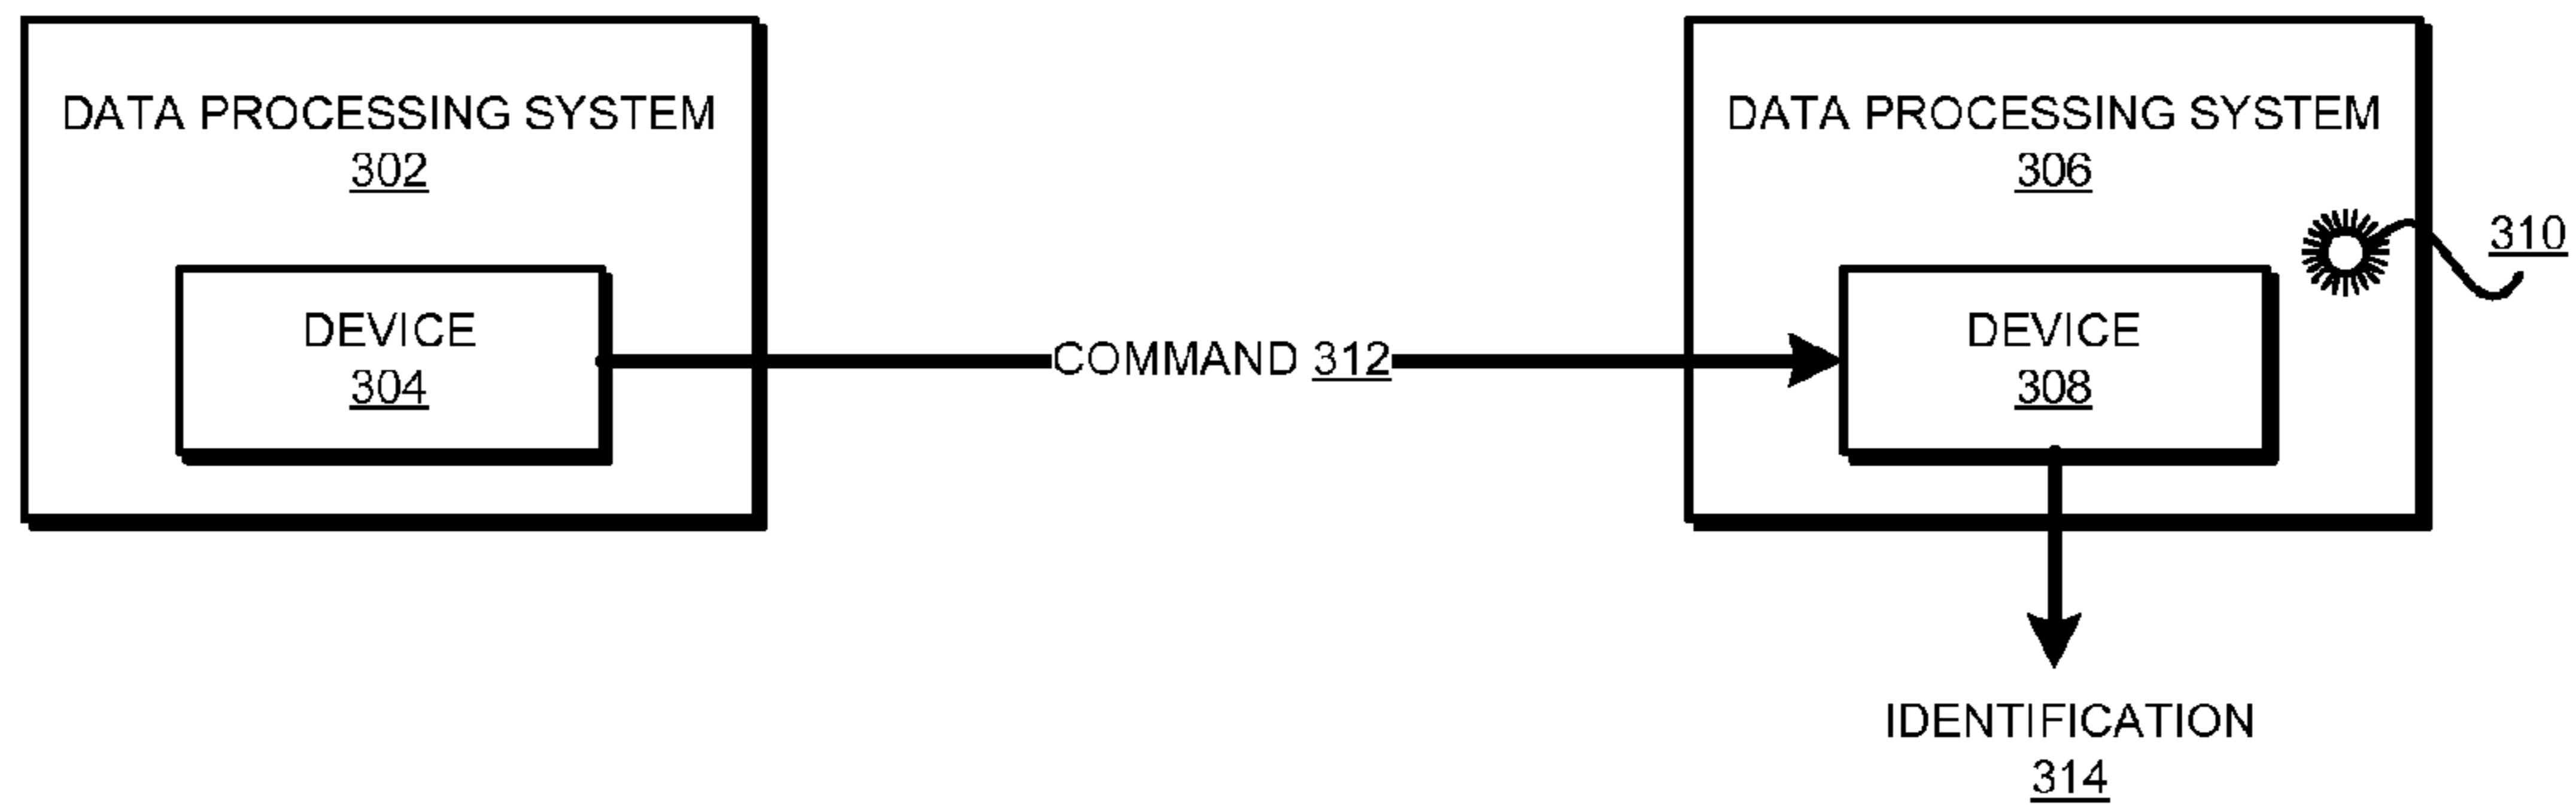 DATA PROCESSING SYSTEM
302
DEVICE
304
COMMAND 312
DATA PROCESSING SYSTEM
306
310
DEVICE
308
IDENTIFICATION
314